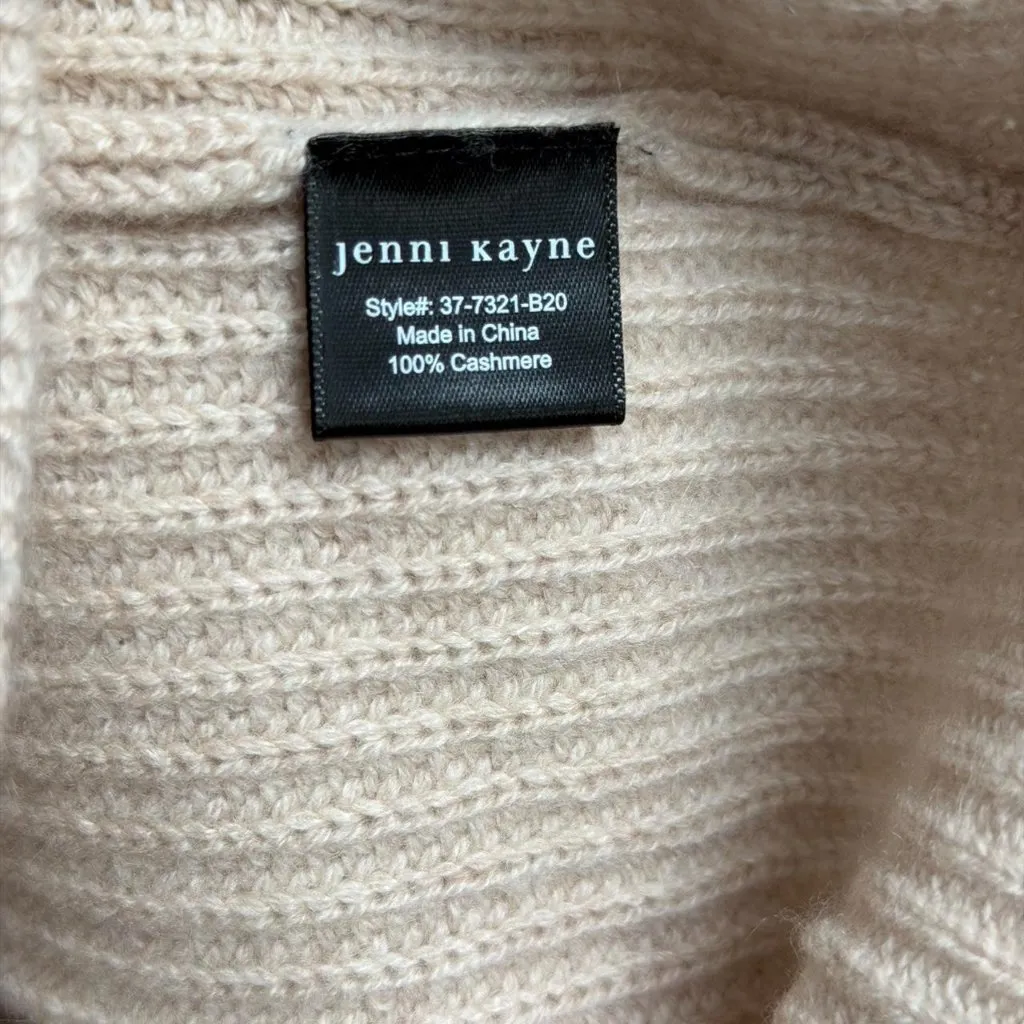 jenni kayne
Style#: 37-7321-B20
Made in China
100% Cashmere